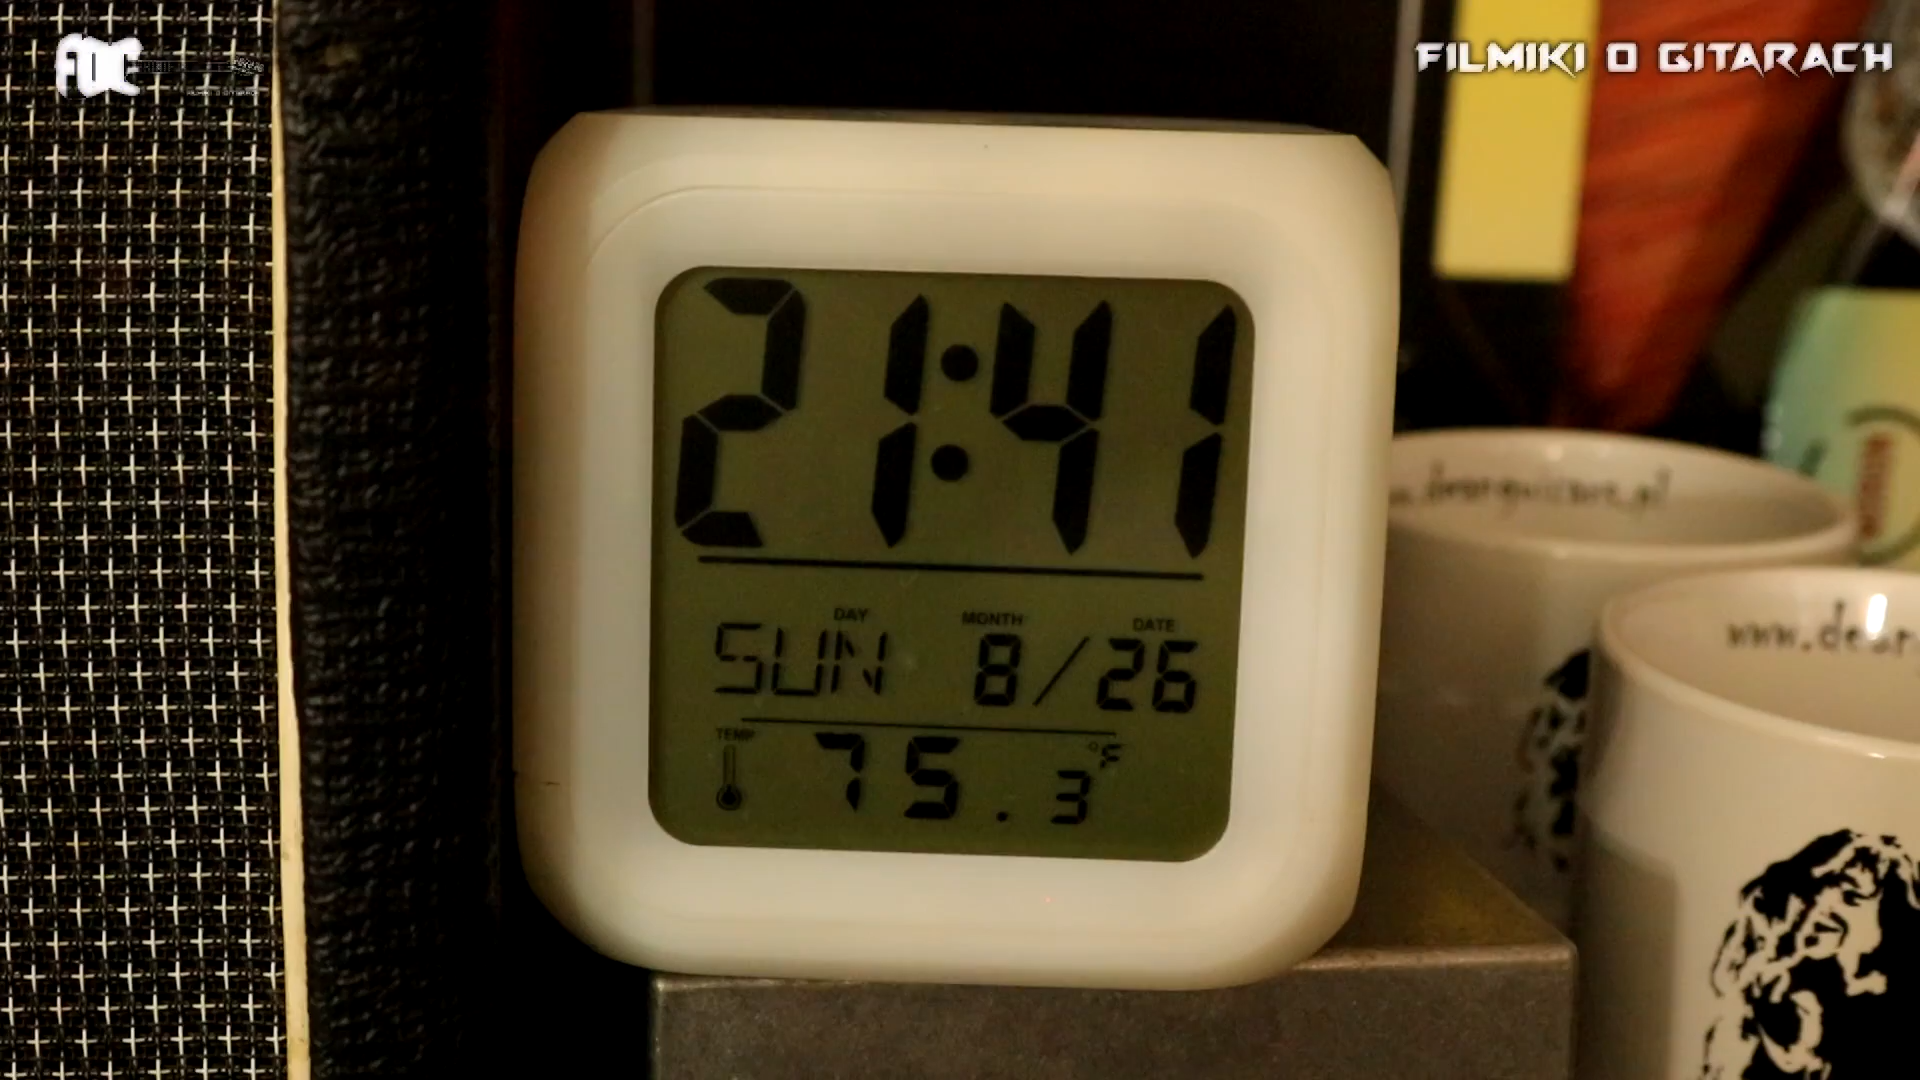 FILMIKI O GITARACH
21:41
DAY MONTH DATE
SUN 8/26
TEMP
75.3°F